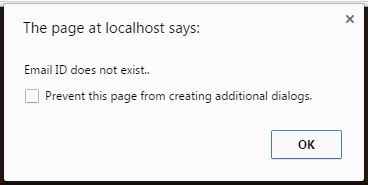 The page at localhost says:
Email ID does not exist..
Prevent this page from creating additional dialogs.
OK